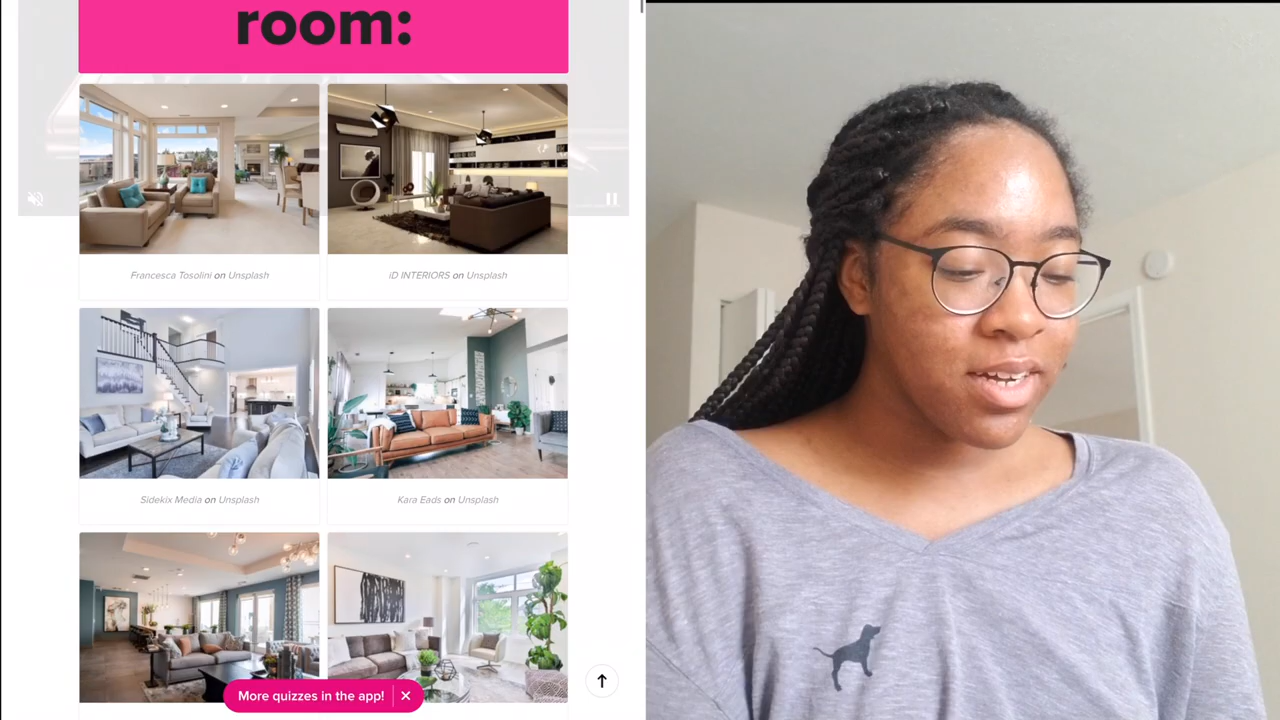 room:
Francesca Tosolini on Unsplash
iD INTERIORS on Unsplash
Sidekix Media on Unsplash
Kara Eads on Unsplash
More quizzes in the app!